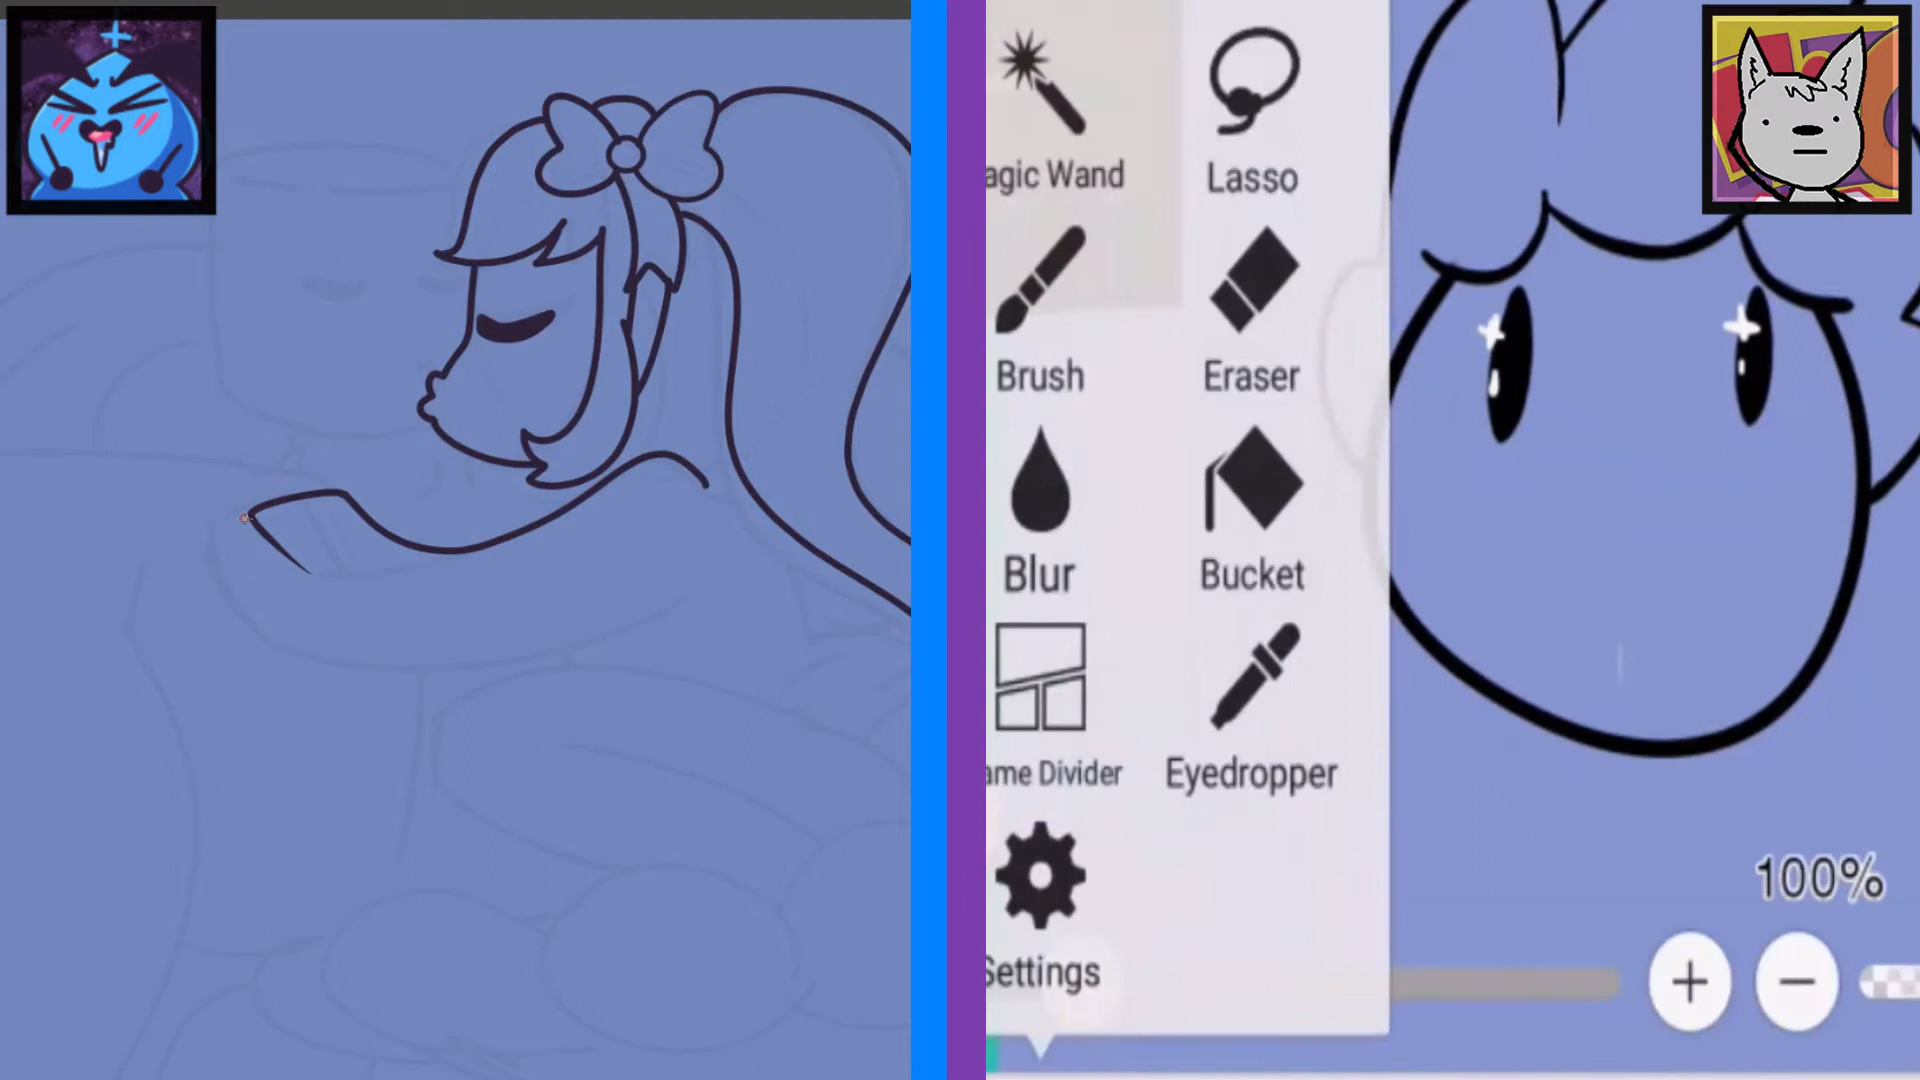 agic Wand
Lasso
Brush
Eraser
Blur
Bucket
ame Divider
Eyedropper
Settings
100%